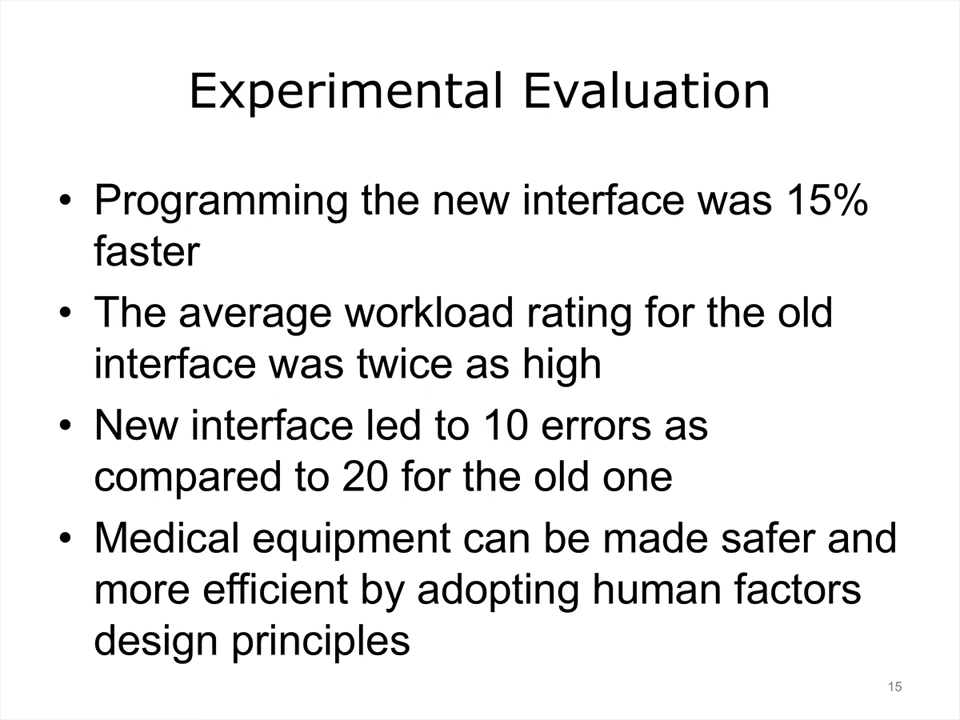 Experimental Evaluation
• Programming the new interface was 15%
faster
• The average workload rating for the old
interface was twice as high
• New interface led to 10 errors as
compared to 20 for the old one
• Medical equipment can be made safer and
more efficient by adopting human factors
design principles
15